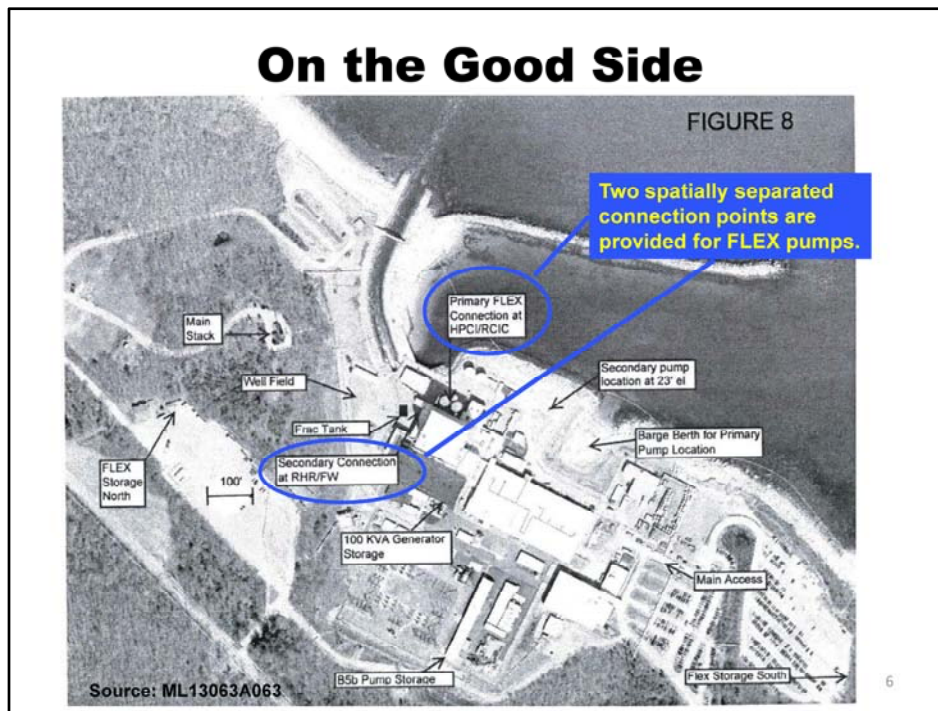 On the Good Side
FIGURE 8
Two spatially separated
connection points are
provided for FLEX pumps.
Primary FLEX
Connection at
HPCI/RCIC
Main
Stack
Secondary pump
location at 23' el
Well Field
Frac Tank
Barge Berth for Primary
Pump Location
Secondary Connection
at RHR/FW
FLEX
Storage
North
100'
100 KVA Generator
Storage
Main Access
B5b Pump Storage
Flex Storage South
Source: ML13063A063
6